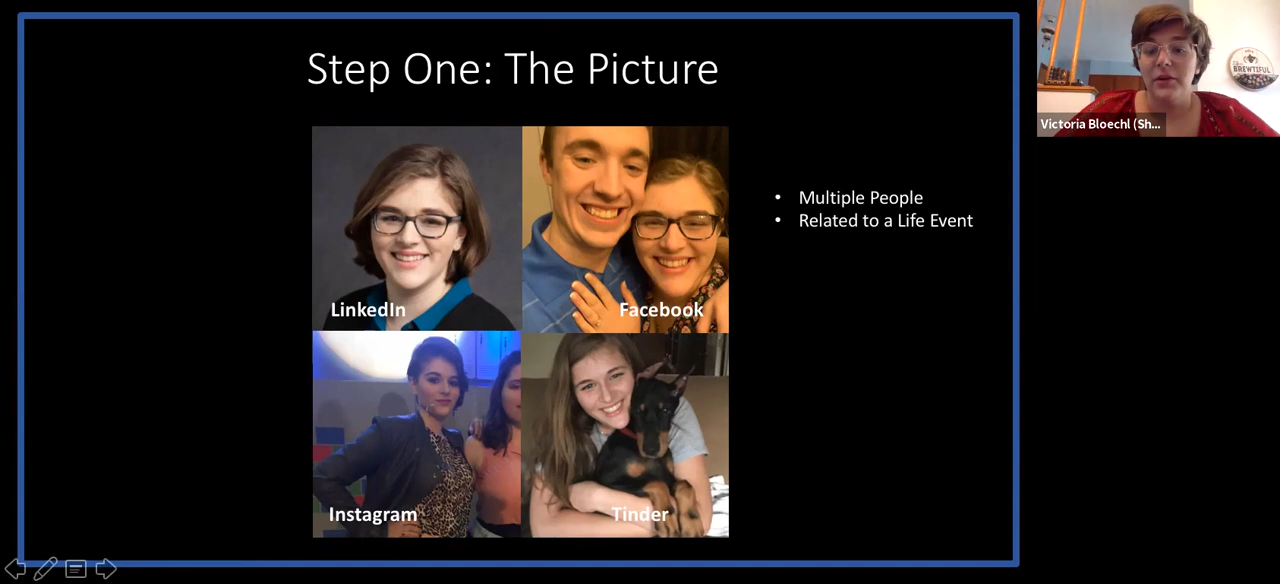 Step One: The Picture
LinkedIn
Facebook
Instagram
Tinder
• Multiple People
• Related to a Life Event
Victoria Bloechl (Sh...
BREWTIFUL